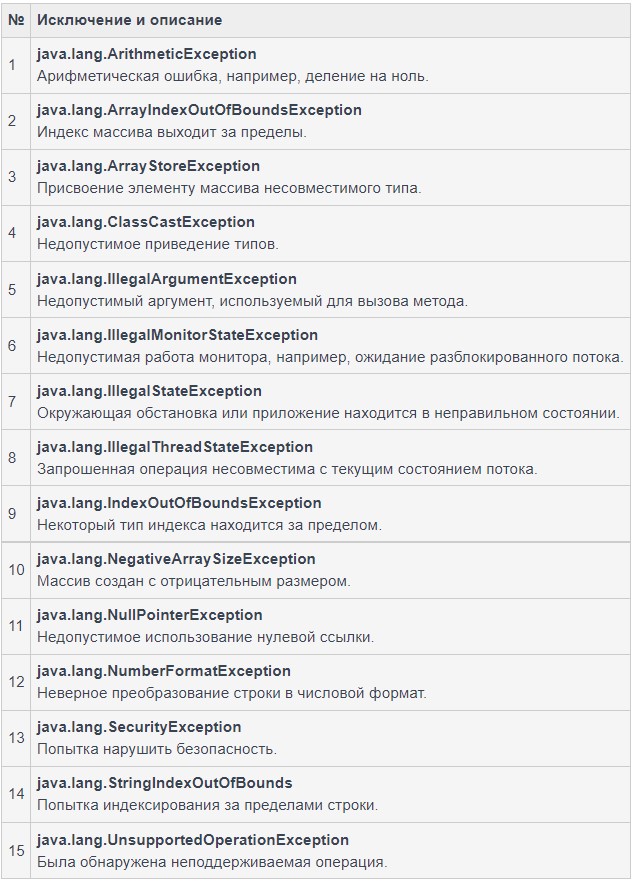 № Исключение и описание
1
java.lang.ArithmeticException
Арифметическая ошибка, например, деление на ноль.
2
java.lang.ArrayIndexOutOfBoundsException
Индекс массива выходит за пределы.
3
java.lang.ArrayStoreException
Присвоение элементу массива несовместимого типа.
4
java.lang.ClassCastException
Недопустимое приведение типов.
5
java.lang.IllegalArgumentException
Недопустимый аргумент, используемый для вызова метода.
6
java.lang.IllegalMonitorStateException
Недопустимая работа монитора, например, ожидание разблокированного потока.
7
java.lang.IllegalStateException
Окружающая обстановка или приложение находится в неправильном состоянии.
8
java.lang.IllegalThreadStateException
Запрошенная операция несовместима с текущим состоянием потока.
9
java.lang.IndexOutOfBoundsException
Некоторый тип индекса находится за пределом.
10
java.lang.NegativeArraySizeException
Массив создан с отрицательным размером.
11
java.lang.NullPointerException
Недопустимое использование нулевой ссылки.
12
java.lang.NumberFormatException
Неверное преобразование строки в числовой формат.
13
java.lang.SecurityException
Попытка нарушить безопасность.
14
java.lang.StringIndexOutOfBounds
Попытка индексирования за пределами строки.
15
java.lang.UnsupportedOperationException
Была обнаружена неподдерживаемая операция.